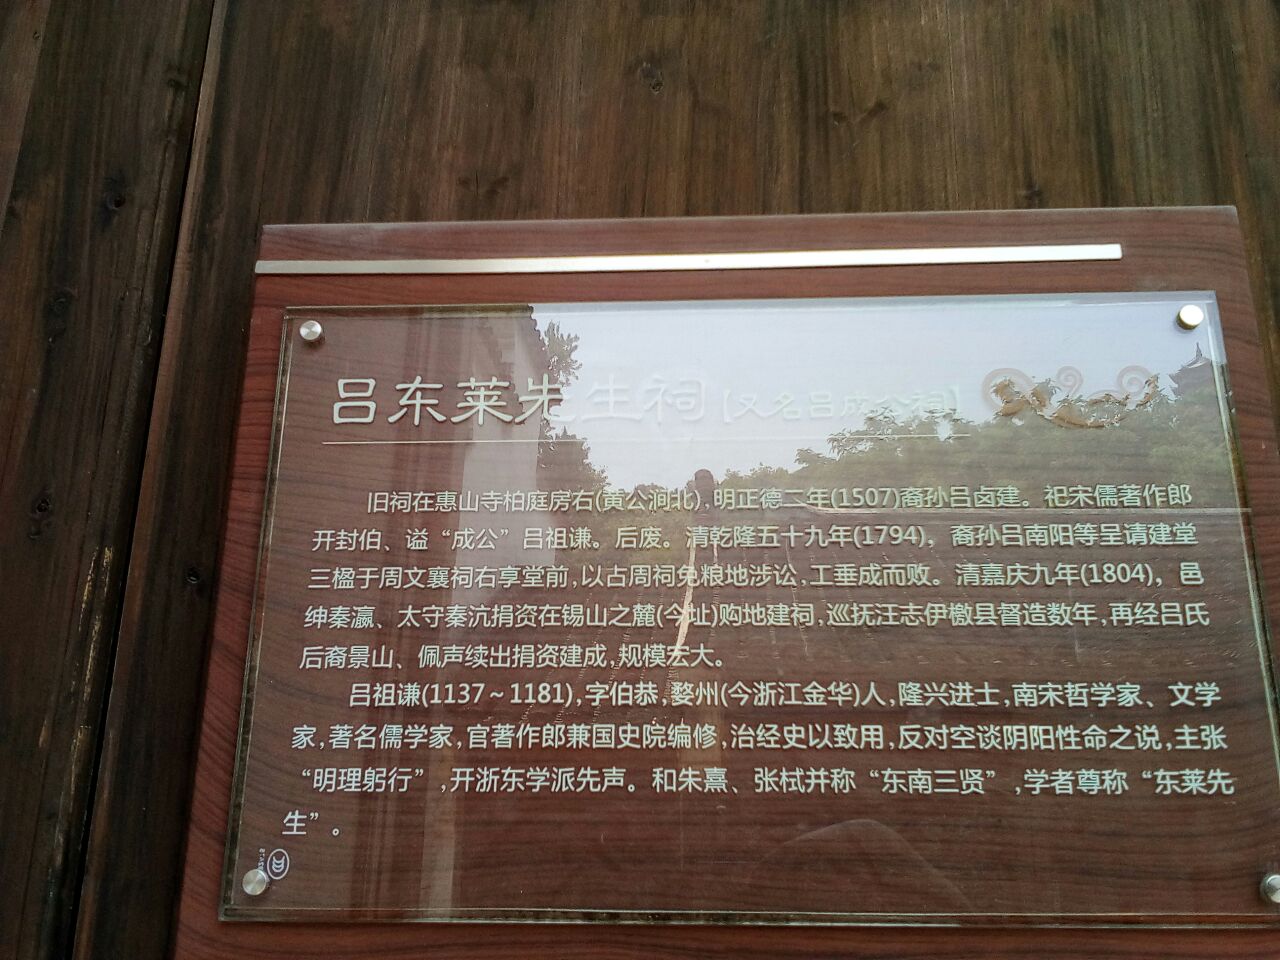 吕东莱先生祠【又名吕成公祠】
旧祠在惠山寺柏庭房右(黄公涧北),明正德二年(1507)裔孙吕卤建。祀宋儒著作郎
开封伯、谥“成公”吕祖谦。后废。清乾隆五十九年(1794)，裔孙吕南阳等呈请建堂
三楹于周文襄祠右享堂前,以古周祠免粮地涉讼,工垂成而败。清嘉庆九年(1804)，邑
绅秦瀛、太守秦沆捐资在锡山之麓(今址)购地建祠,巡抚汪志伊檄县督造数年,再经吕氏
后裔景山、佩声续出捐资建成,规模宏大。
吕祖谦(1137～1181),字伯恭,婺州(今浙江金华)人,隆兴进士,南宋哲学家、文学
家,著名儒学家,官著作郎兼国史院编修,治经史以致用,反对空谈阴阳性命之说,主张
“明理躬行”,开浙东学派先声。和朱熹、张栻并称“东南三贤”,学者尊称“东莱先
生”。